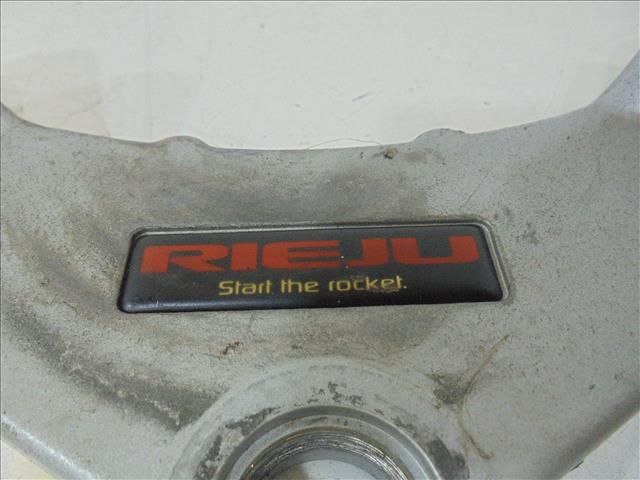 RIEJU
Start the rocket.